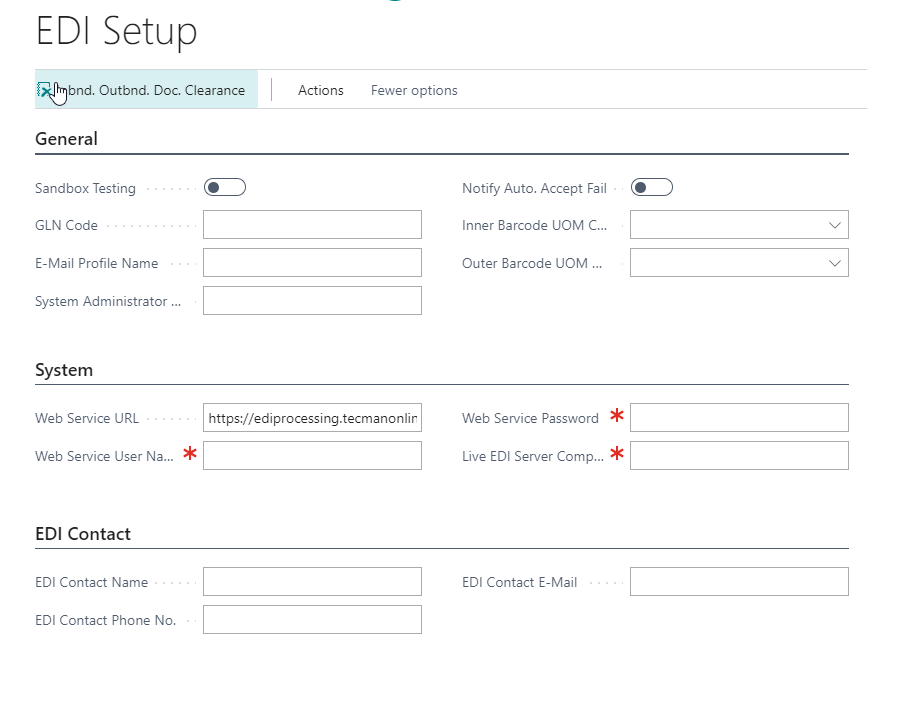 EDI Setup
bnd. Outbnd. Doc. Clearance Actions Fewer options
General
Sandbox Testing Notify Auto. Accept Fail
GLN Code Inner Barcode UOM C...
E-Mail Profile Name Outer Barcode UOM ...
System Administrator ...
System
Web Service URL https://ediprocessing.tecmanonlin Web Service Password *
Web Service User Na... * Live EDI Server Comp... *
EDI Contact
EDI Contact Name EDI Contact E-Mail
EDI Contact Phone No.